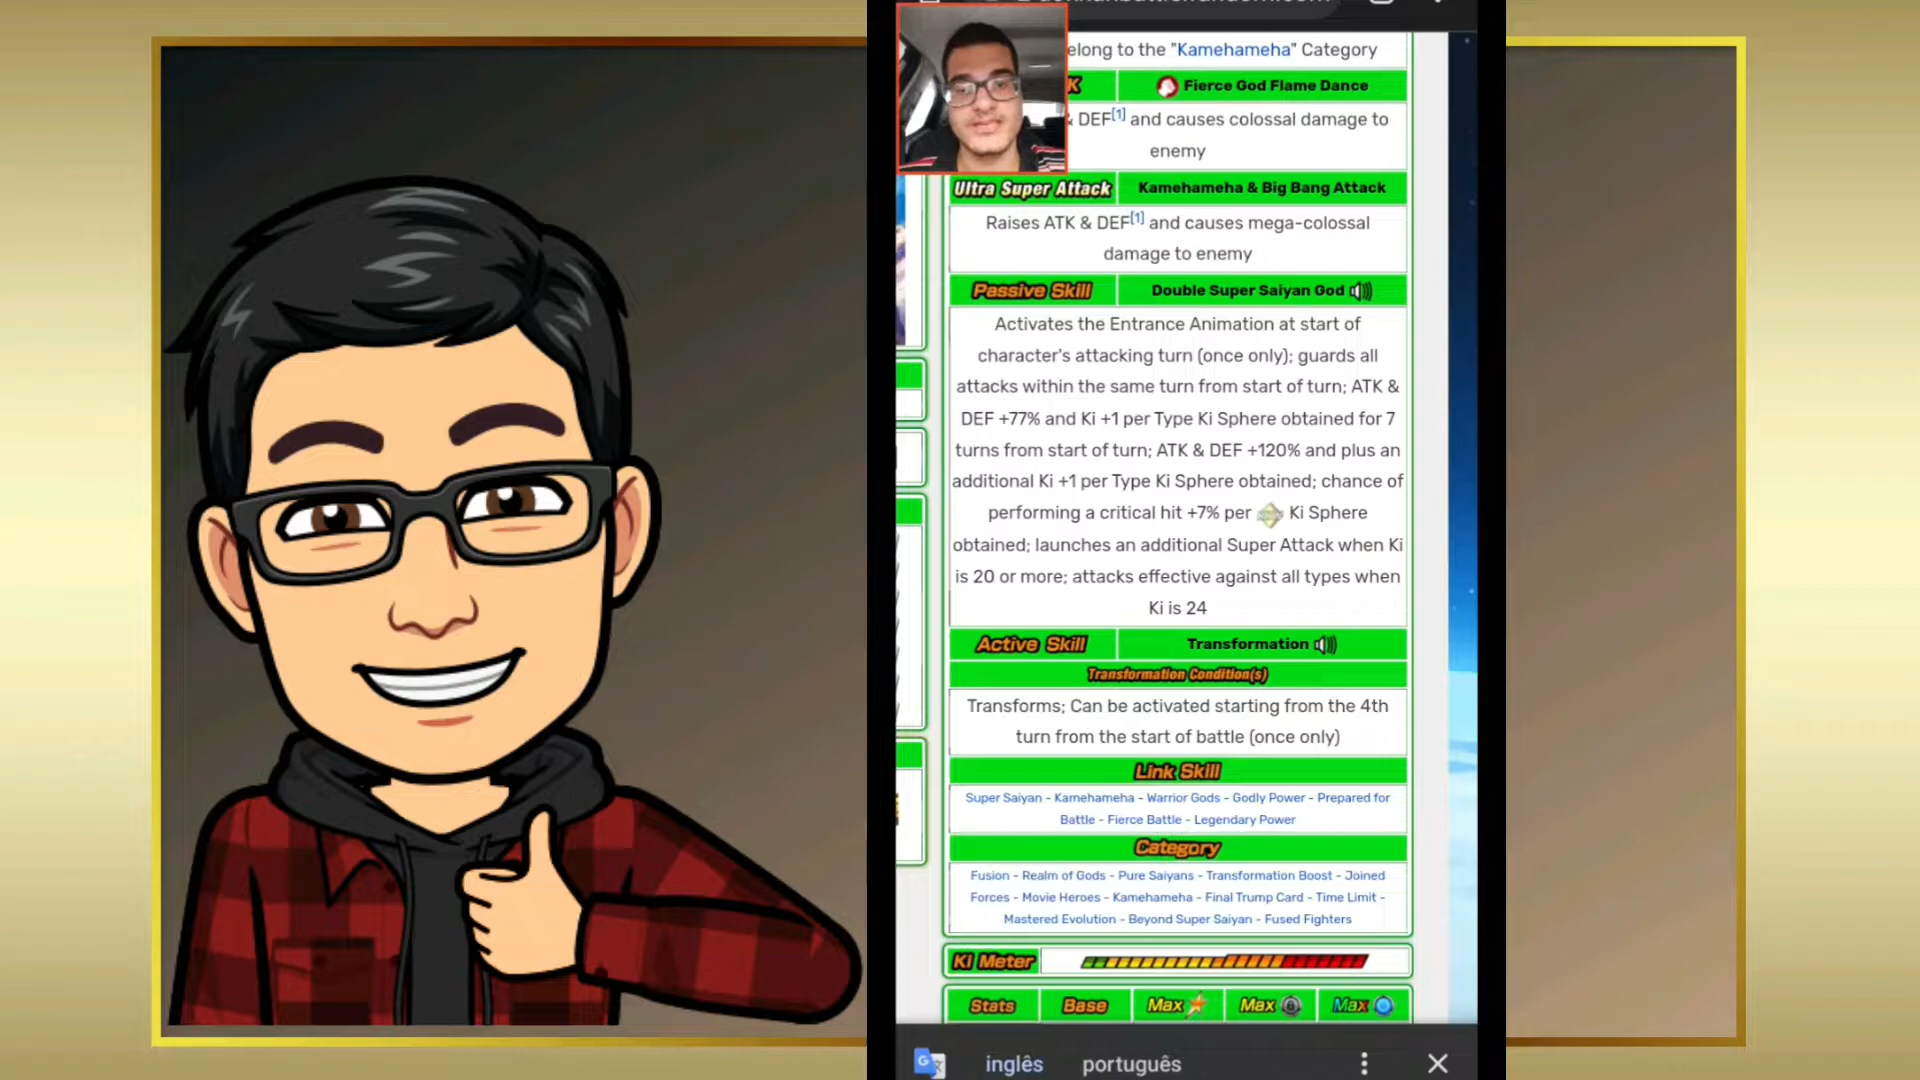 elong to the "Kamehameha" Category
K
Fierce God Flame Dance
& DEF[1] and causes colossal damage to
enemy
Ultra Super Attack
Kamehameha & Big Bang Attack
Raises ATK & DEF[1] and causes mega-colossal
damage to enemy
Passive Skill
Double Super Saiyan God
Activates the Entrance Animation at start of
character's attacking turn (once only); guards all
attacks within the same turn from start of turn; ATK &
DEF +77% and Ki +1 per Type Ki Sphere obtained for 7
turns from start of turn; ATK & DEF +120% and plus an
additional Ki +1 per Type Ki Sphere obtained; chance of
performing a critical hit +7% per Ki Sphere
obtained; launches an additional Super Attack when Ki
is 20 or more; attacks effective against all types when
Ki is 24
Active Skill
Transformation
Transformation Condition(s)
Transforms; Can be activated starting from the 4th
turn from the start of battle (once only)
Link Skill
Super Saiyan - Kamehameha - Warrior Gods - Godly Power - Prepared for
Battle - Fierce Battle - Legendary Power
Category
Fusion - Realm of Gods - Pure Saiyans - Transformation Boost - Joined
Forces - Movie Heroes - Kamehameha - Final Trump Card - Time Limit -
Mastered Evolution - Beyond Super Saiyan - Fused Fighters
Ki Meter
Stats
Base
Max
Max
Max
inglês
português